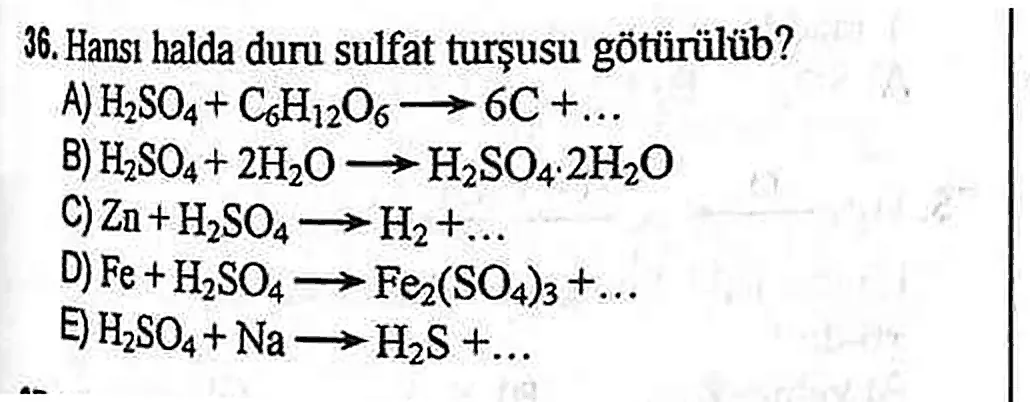 36. Hansı halda duru sulfat turşusu götürülüb?
A) H₂SO₄ + C₆H₁₂O₆ ⟶ 6C + ...
B) H₂SO₄ + 2H₂O ⟶ H₂SO₄·2H₂O
C) Zn + H₂SO₄ ⟶ H₂ + ...
D) Fe + H₂SO₄ ⟶ Fe₂(SO₄)₃ + ...
E) H₂SO₄ + Na ⟶ H₂S + ...